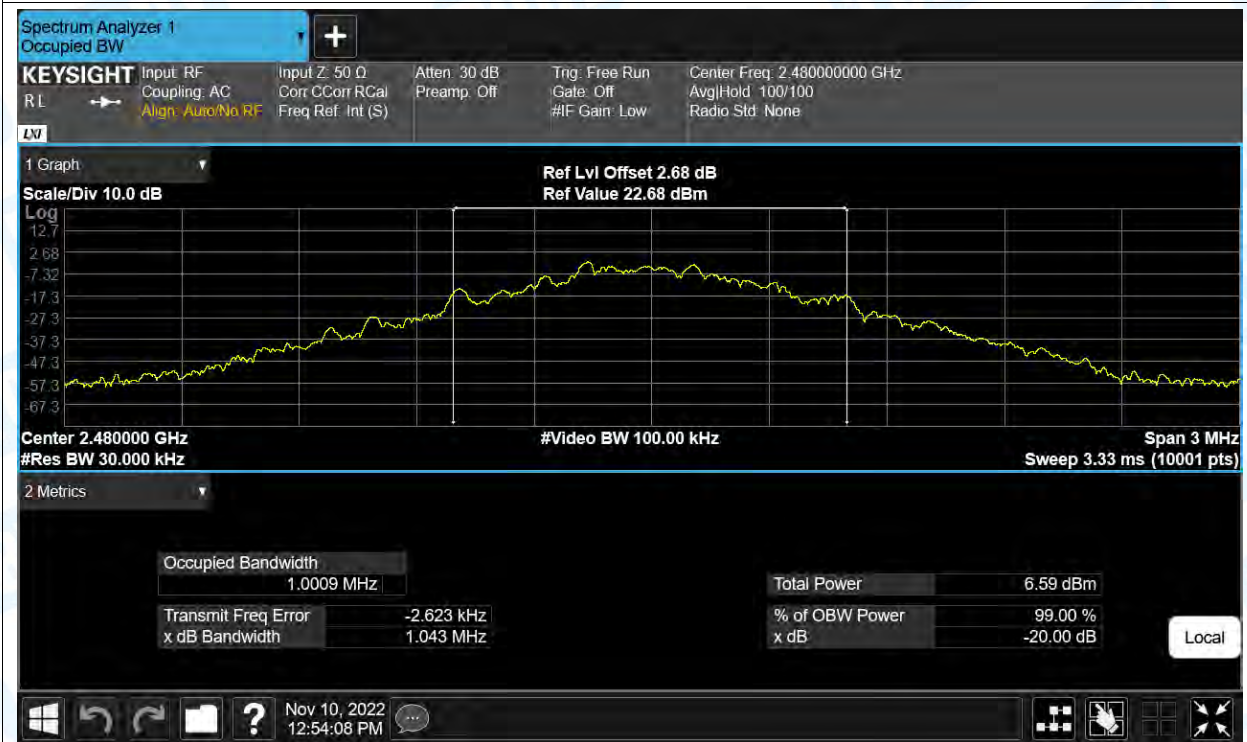 Spectrum Analyzer 1
Occupied BW
+
KEYSIGHT Input: RF Input Z: 50 Ω Atten: 30 dB Trig: Free Run Center Freq: 2.480000000 GHz
RL Coupling: AC Corr CCorr RCal Preamp: Off Gate: Off Avg|Hold: 100/100
Align: Auto/No RF Freq Ref: Int (S) #IF Gain: Low Radio Std: None
LXI
1 Graph
Ref Lvl Offset 2.68 dB
Scale/Div 10.0 dB Ref Value 22.68 dBm
Log
12.7
2.68
-7.32
-17.3
-27.3
-37.3
-47.3
-57.3
-67.3
Center 2.480000 GHz #Video BW 100.00 kHz Span 3 MHz
#Res BW 30.000 kHz Sweep 3.33 ms (10001 pts)
2 Metrics
Occupied Bandwidth
1.0009 MHz Total Power 6.59 dBm
Transmit Freq Error -2.623 kHz % of OBW Power 99.00 %
x dB Bandwidth 1.043 MHz x dB -20.00 dB
Local
? Nov 10, 2022
12:54:08 PM